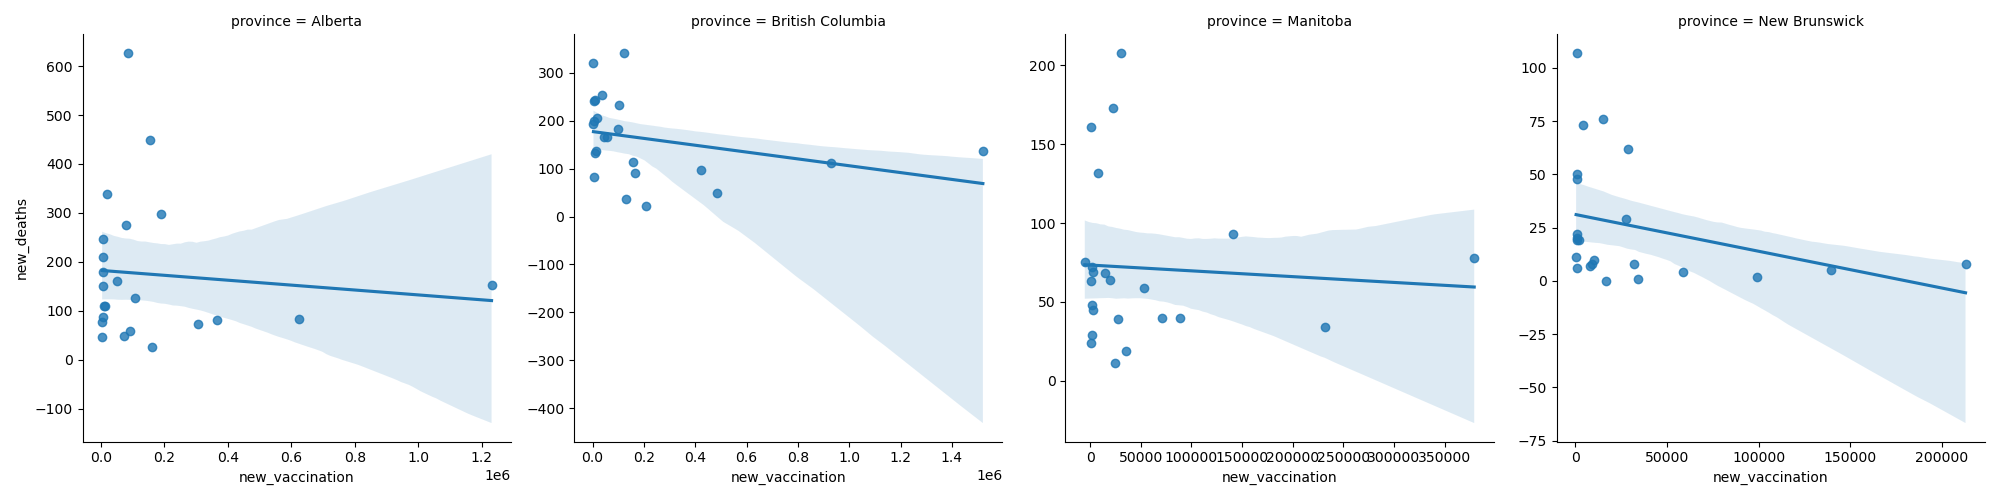 province = Alberta
new_deaths
600
500
400
300
200
100
0
−100
0.0 0.2 0.4 0.6 0.8 1.0 1.2
1e6
new_vaccination
province = British Columbia
300
200
100
0
−100
−200
−300
−400
0.0 0.2 0.4 0.6 0.8 1.0 1.2 1.4
1e6
new_vaccination
province = Manitoba
200
150
100
50
0
0 50000 100000 150000 200000 250000 300000 350000
new_vaccination
province = New Brunswick
100
75
50
25
0
−25
−50
−75
0 50000 100000 150000 200000
new_vaccination